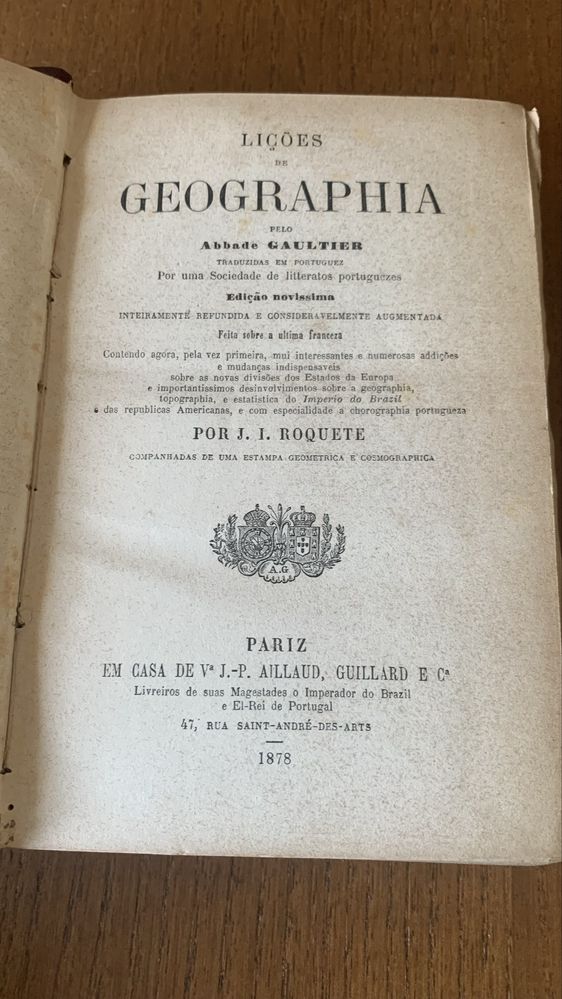 LIÇÕES
DE
GEOGRAPHIA
PELO
Abbade GAULTIER
TRADUZIDAS EM PORTUGUEZ
Por uma Sociedade de litteratos portuguezes
Edição novissima
INTEIRAMENTE REFUNDIDA E CONSIDERAVELMENTE AUGMENTADA
Feita sobre a ultima franceza
Contendo agora, pela vez primeira, mui interessantes e numerosas addições
e mudanças indispensaveis
sobre as novas divisões dos Estados da Europa
e importantissimos desinvolvimentos sobre a geographia,
topographia, e estatistica do Imperio do Brazil
e das republicas Americanas, e com especialidade a chorographia portugueza
POR J. I. ROQUETE
COMPANHADAS DE UMA ESTAMPA GEOMETRICA E COSMOGRAPHICA
A.G
PARIZ
EM CASA DE Vª J.-P. AILLAUD, GUILLARD E Cª
Livreiros de suas Magestades o Imperador do Brazil
e El-Rei de Portugal
47, RUA SAINT-ANDRÉ-DES-ARTS
1878